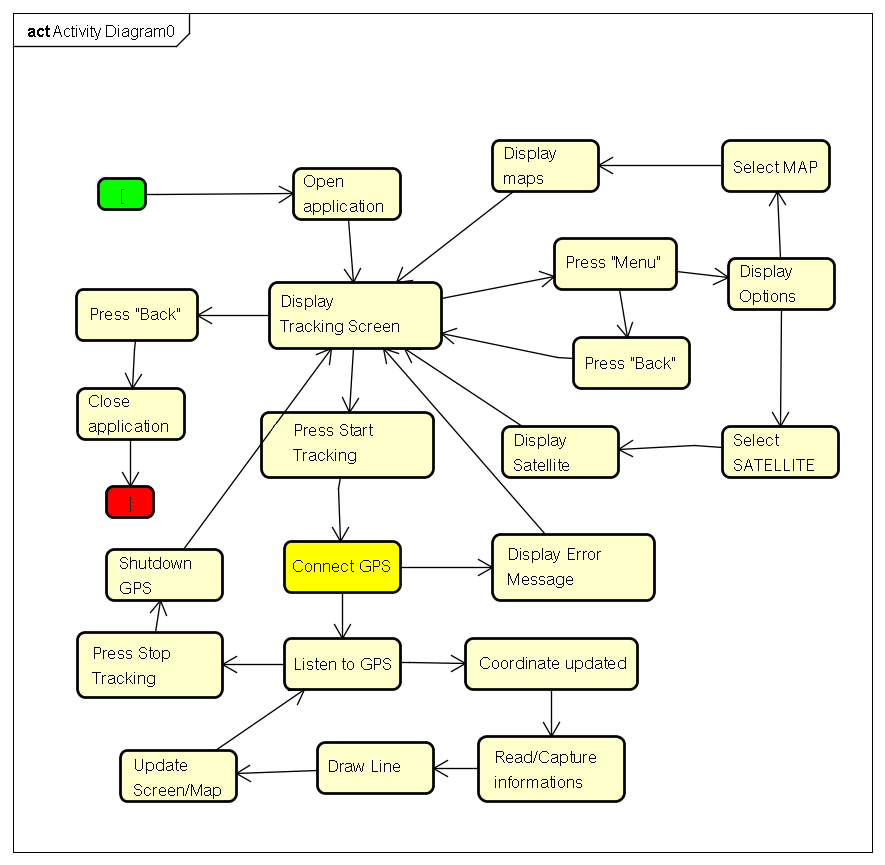 act Activity Diagram0
[
Open
application
Display
maps
Select MAP
Press "Menu"
Display
Options
Display
Tracking Screen
Press "Back"
Press "Back"
Close
application
]
Press Start
Tracking
Display
Satellite
Select
SATELLITE
Shutdown
GPS
Connect GPS
Display Error
Message
Press Stop
Tracking
Listen to GPS
Coordinate updated
Update
Screen/Map
Draw Line
Read/Capture
informations